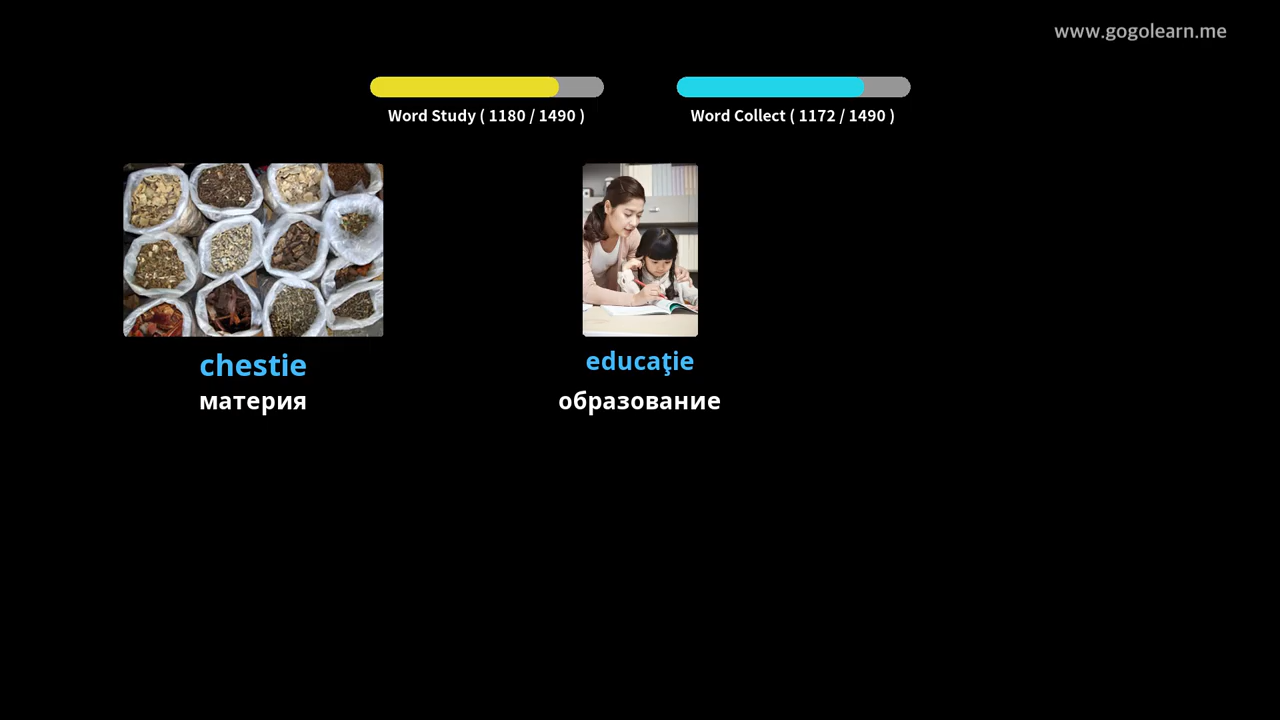 www.gogolearn.me
Word Study ( 1180 / 1490 )
Word Collect ( 1172 / 1490 )
chestie
материя
educaţie
образование